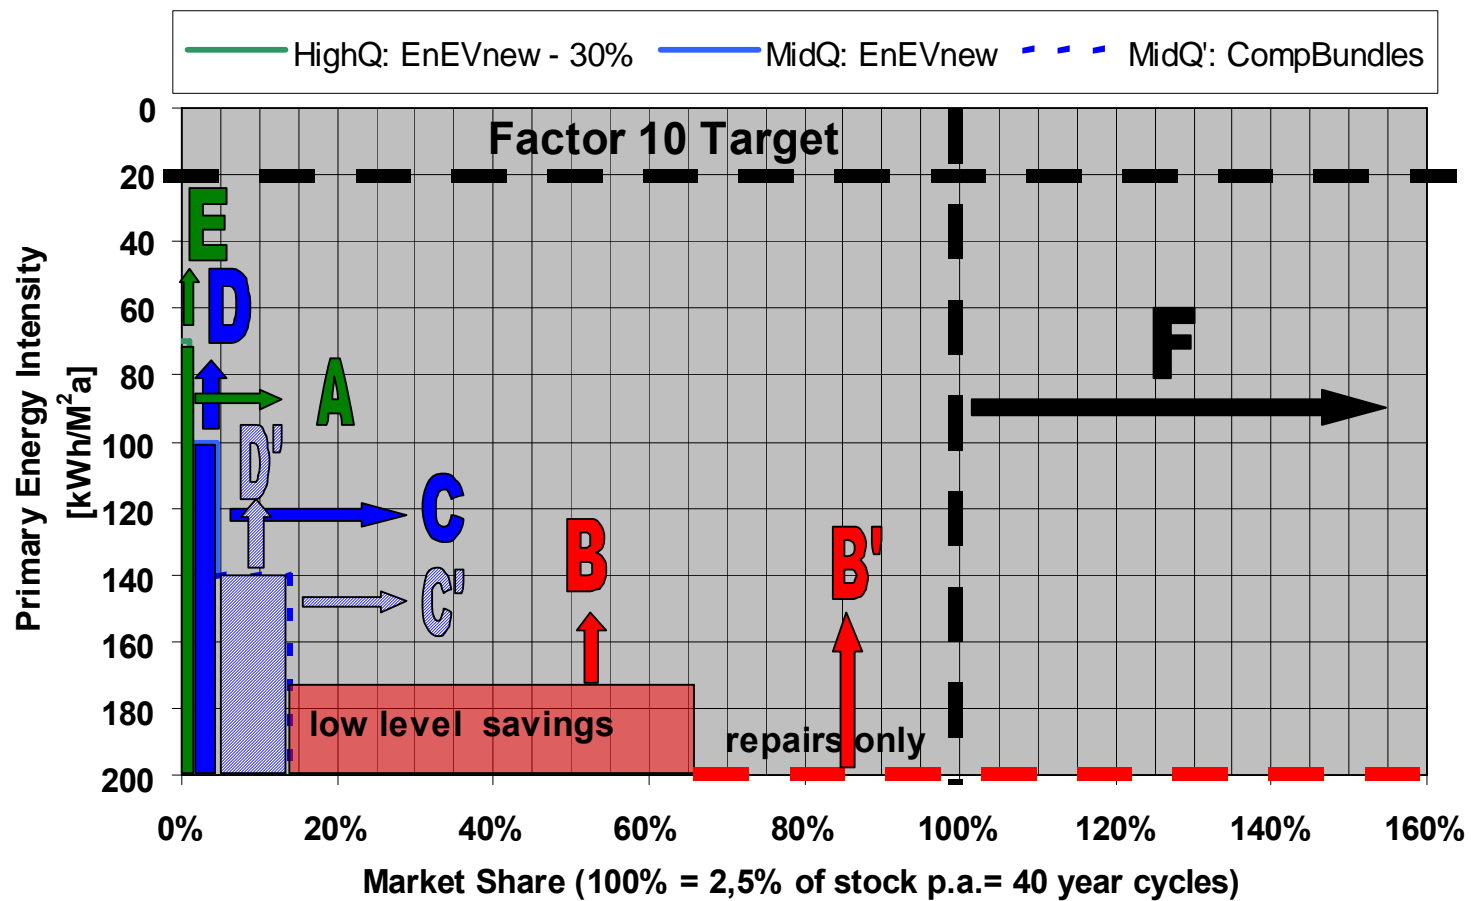 HighQ: EnEVnew - 30% MidQ: EnEVnew MidQ': CompBundles
Factor 10 Target
0
20
40
60
80
100
120
140
160
180
200
Primary Energy Intensity
[kWh/M²a]
E
D
A
D'
C
C'
B
B'
F
low level savings
repairs only
0% 20% 40% 60% 80% 100% 120% 140% 160%
Market Share (100% = 2,5% of stock p.a.= 40 year cycles)